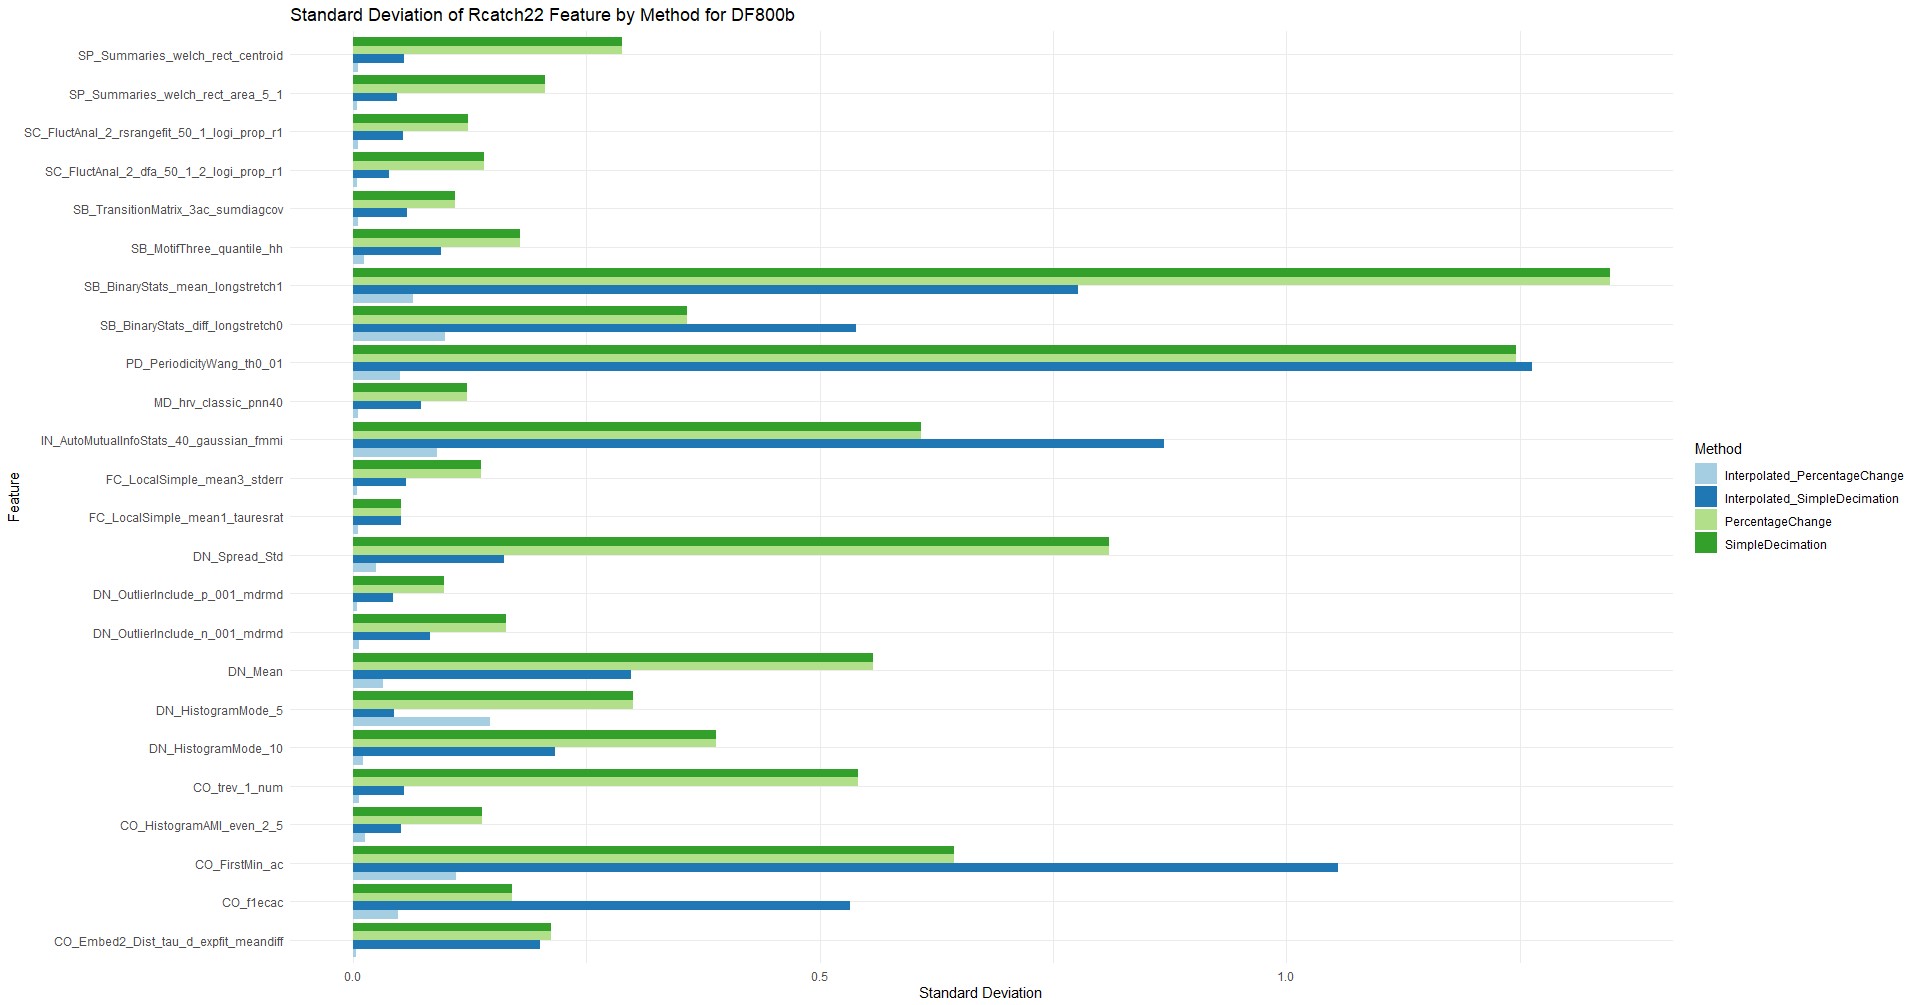 Standard Deviation of Rcatch22 Feature by Method for DF800b
SP_Summaries_welch_rect_centroid
SP_Summaries_welch_rect_area_5_1
SC_FluctAnal_2_rsrangefit_50_1_logi_prop_r1
SC_FluctAnal_2_dfa_50_1_2_logi_prop_r1
SB_TransitionMatrix_3ac_sumdiagcov
SB_MotifThree_quantile_hh
SB_BinaryStats_mean_longstretch1
SB_BinaryStats_diff_longstretch0
PD_PeriodicityWang_th0_01
MD_hrv_classic_pnn40
IN_AutoMutualInfoStats_40_gaussian_fmmi
FC_LocalSimple_mean3_stderr
FC_LocalSimple_mean1_tauresrat
DN_Spread_Std
DN_OutlierInclude_p_001_mdrmd
DN_OutlierInclude_n_001_mdrmd
DN_Mean
DN_HistogramMode_5
DN_HistogramMode_10
CO_trev_1_num
CO_HistogramAMI_even_2_5
CO_FirstMin_ac
CO_f1ecac
CO_Embed2_Dist_tau_d_expfit_meandiff
Feature
0.0 0.5 1.0
Standard Deviation
Method
Interpolated_PercentageChange
Interpolated_SimpleDecimation
PercentageChange
SimpleDecimation